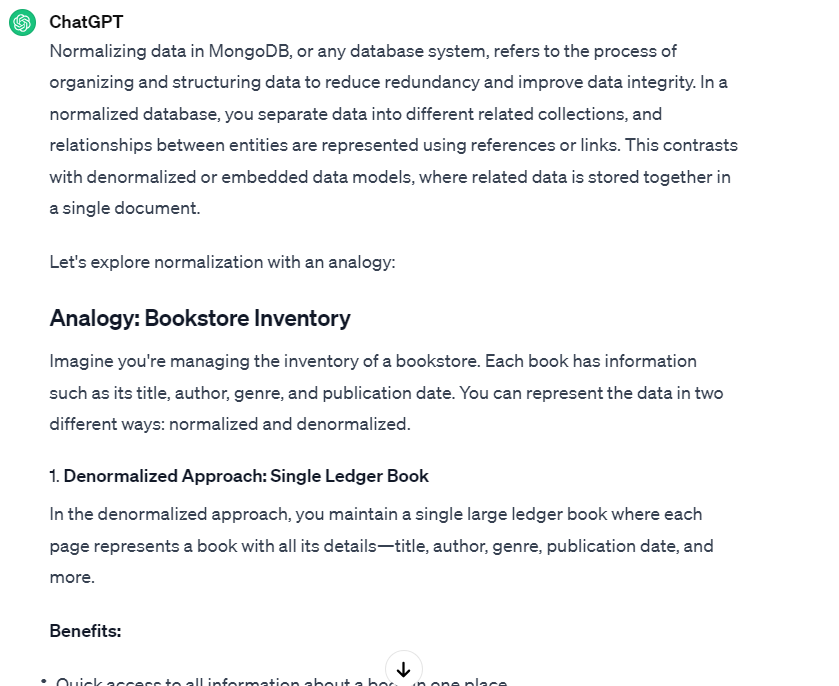 ChatGPT
Normalizing data in MongoDB, or any database system, refers to the process of
organizing and structuring data to reduce redundancy and improve data integrity. In a
normalized database, you separate data into different related collections, and
relationships between entities are represented using references or links. This contrasts
with denormalized or embedded data models, where related data is stored together in
a single document.
Let's explore normalization with an analogy:
Analogy: Bookstore Inventory
Imagine you're managing the inventory of a bookstore. Each book has information
such as its title, author, genre, and publication date. You can represent the data in two
different ways: normalized and denormalized.
1. Denormalized Approach: Single Ledger Book
In the denormalized approach, you maintain a single large ledger book where each
page represents a book with all its details—title, author, genre, publication date, and
more.
Benefits:
• Quick access to all information about a book in one place